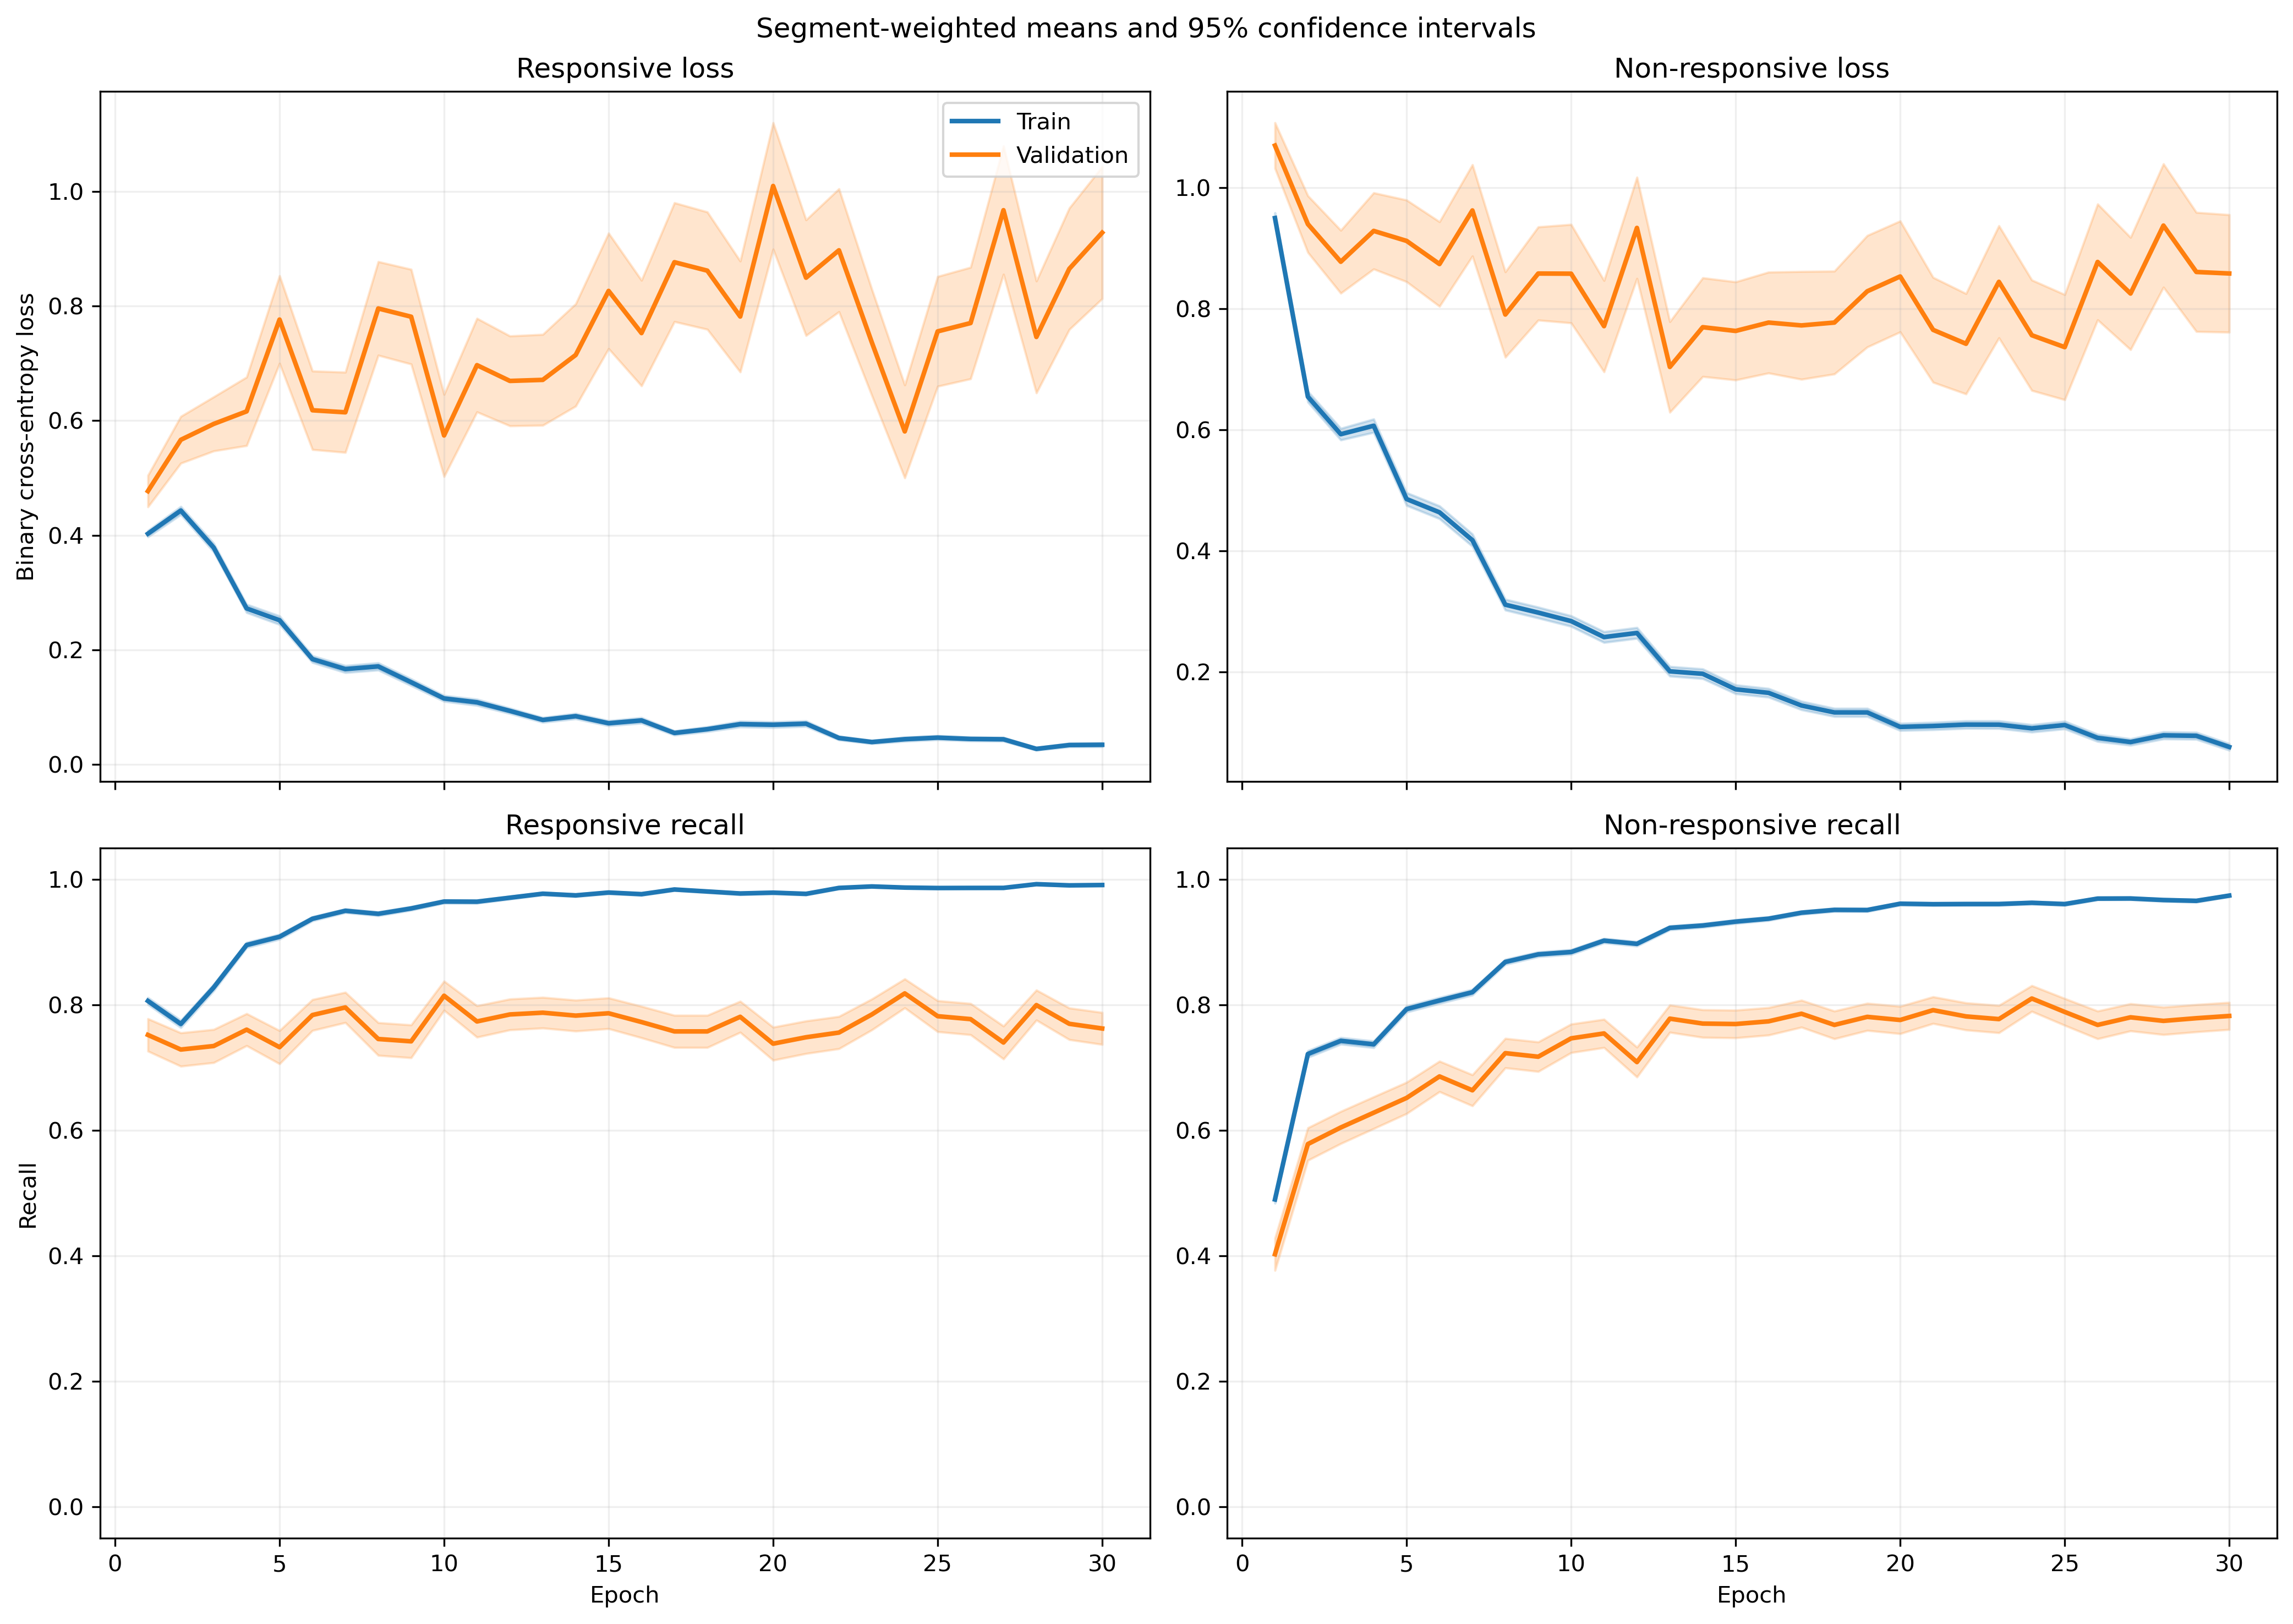 Segment-weighted means and 95% confidence intervals
Responsive loss
Non-responsive loss
Train
Validation
Binary cross-entropy loss
1.0
0.8
0.6
0.4
0.2
0.0
1.0
0.8
0.6
0.4
0.2
Responsive recall
Non-responsive recall
Recall
1.0
0.8
0.6
0.4
0.2
0.0
0 5 10 15 20 25 30
Epoch
1.0
0.8
0.6
0.4
0.2
0.0
0 5 10 15 20 25 30
Epoch